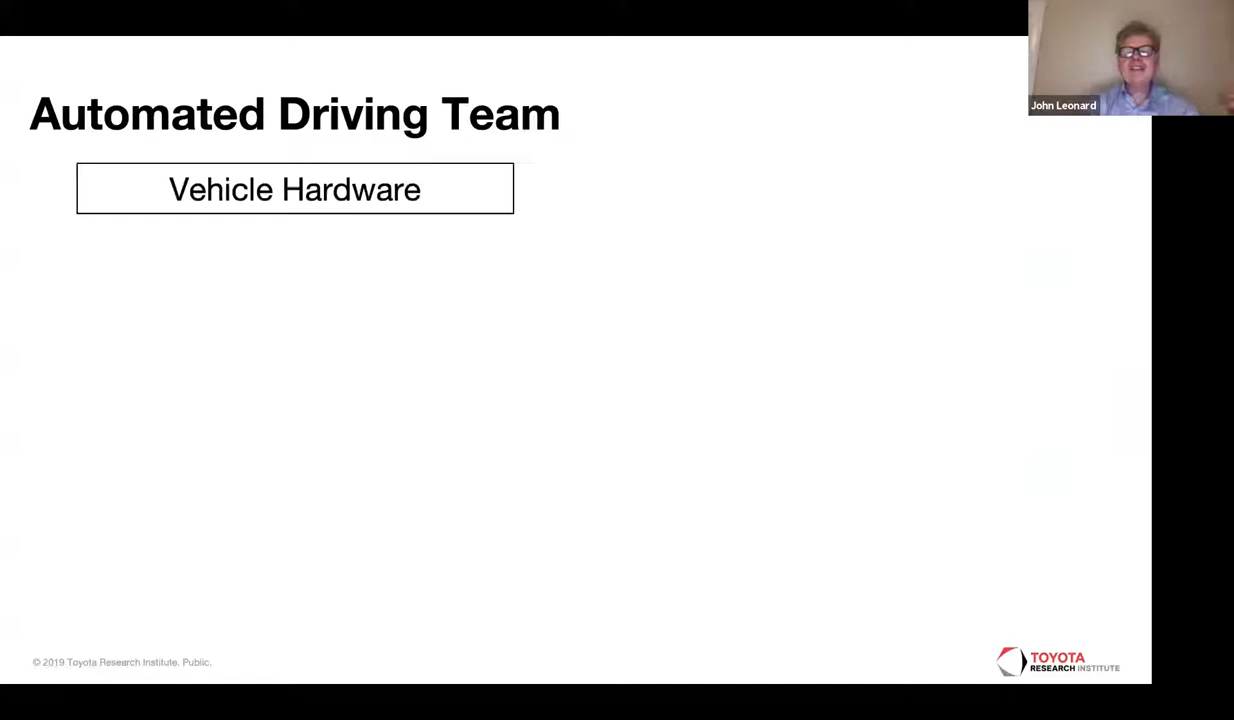 John Leonard
Automated Driving Team
Vehicle Hardware
© 2019 Toyota Research Institute. Public.
TOYOTA
RESEARCH INSTITUTE